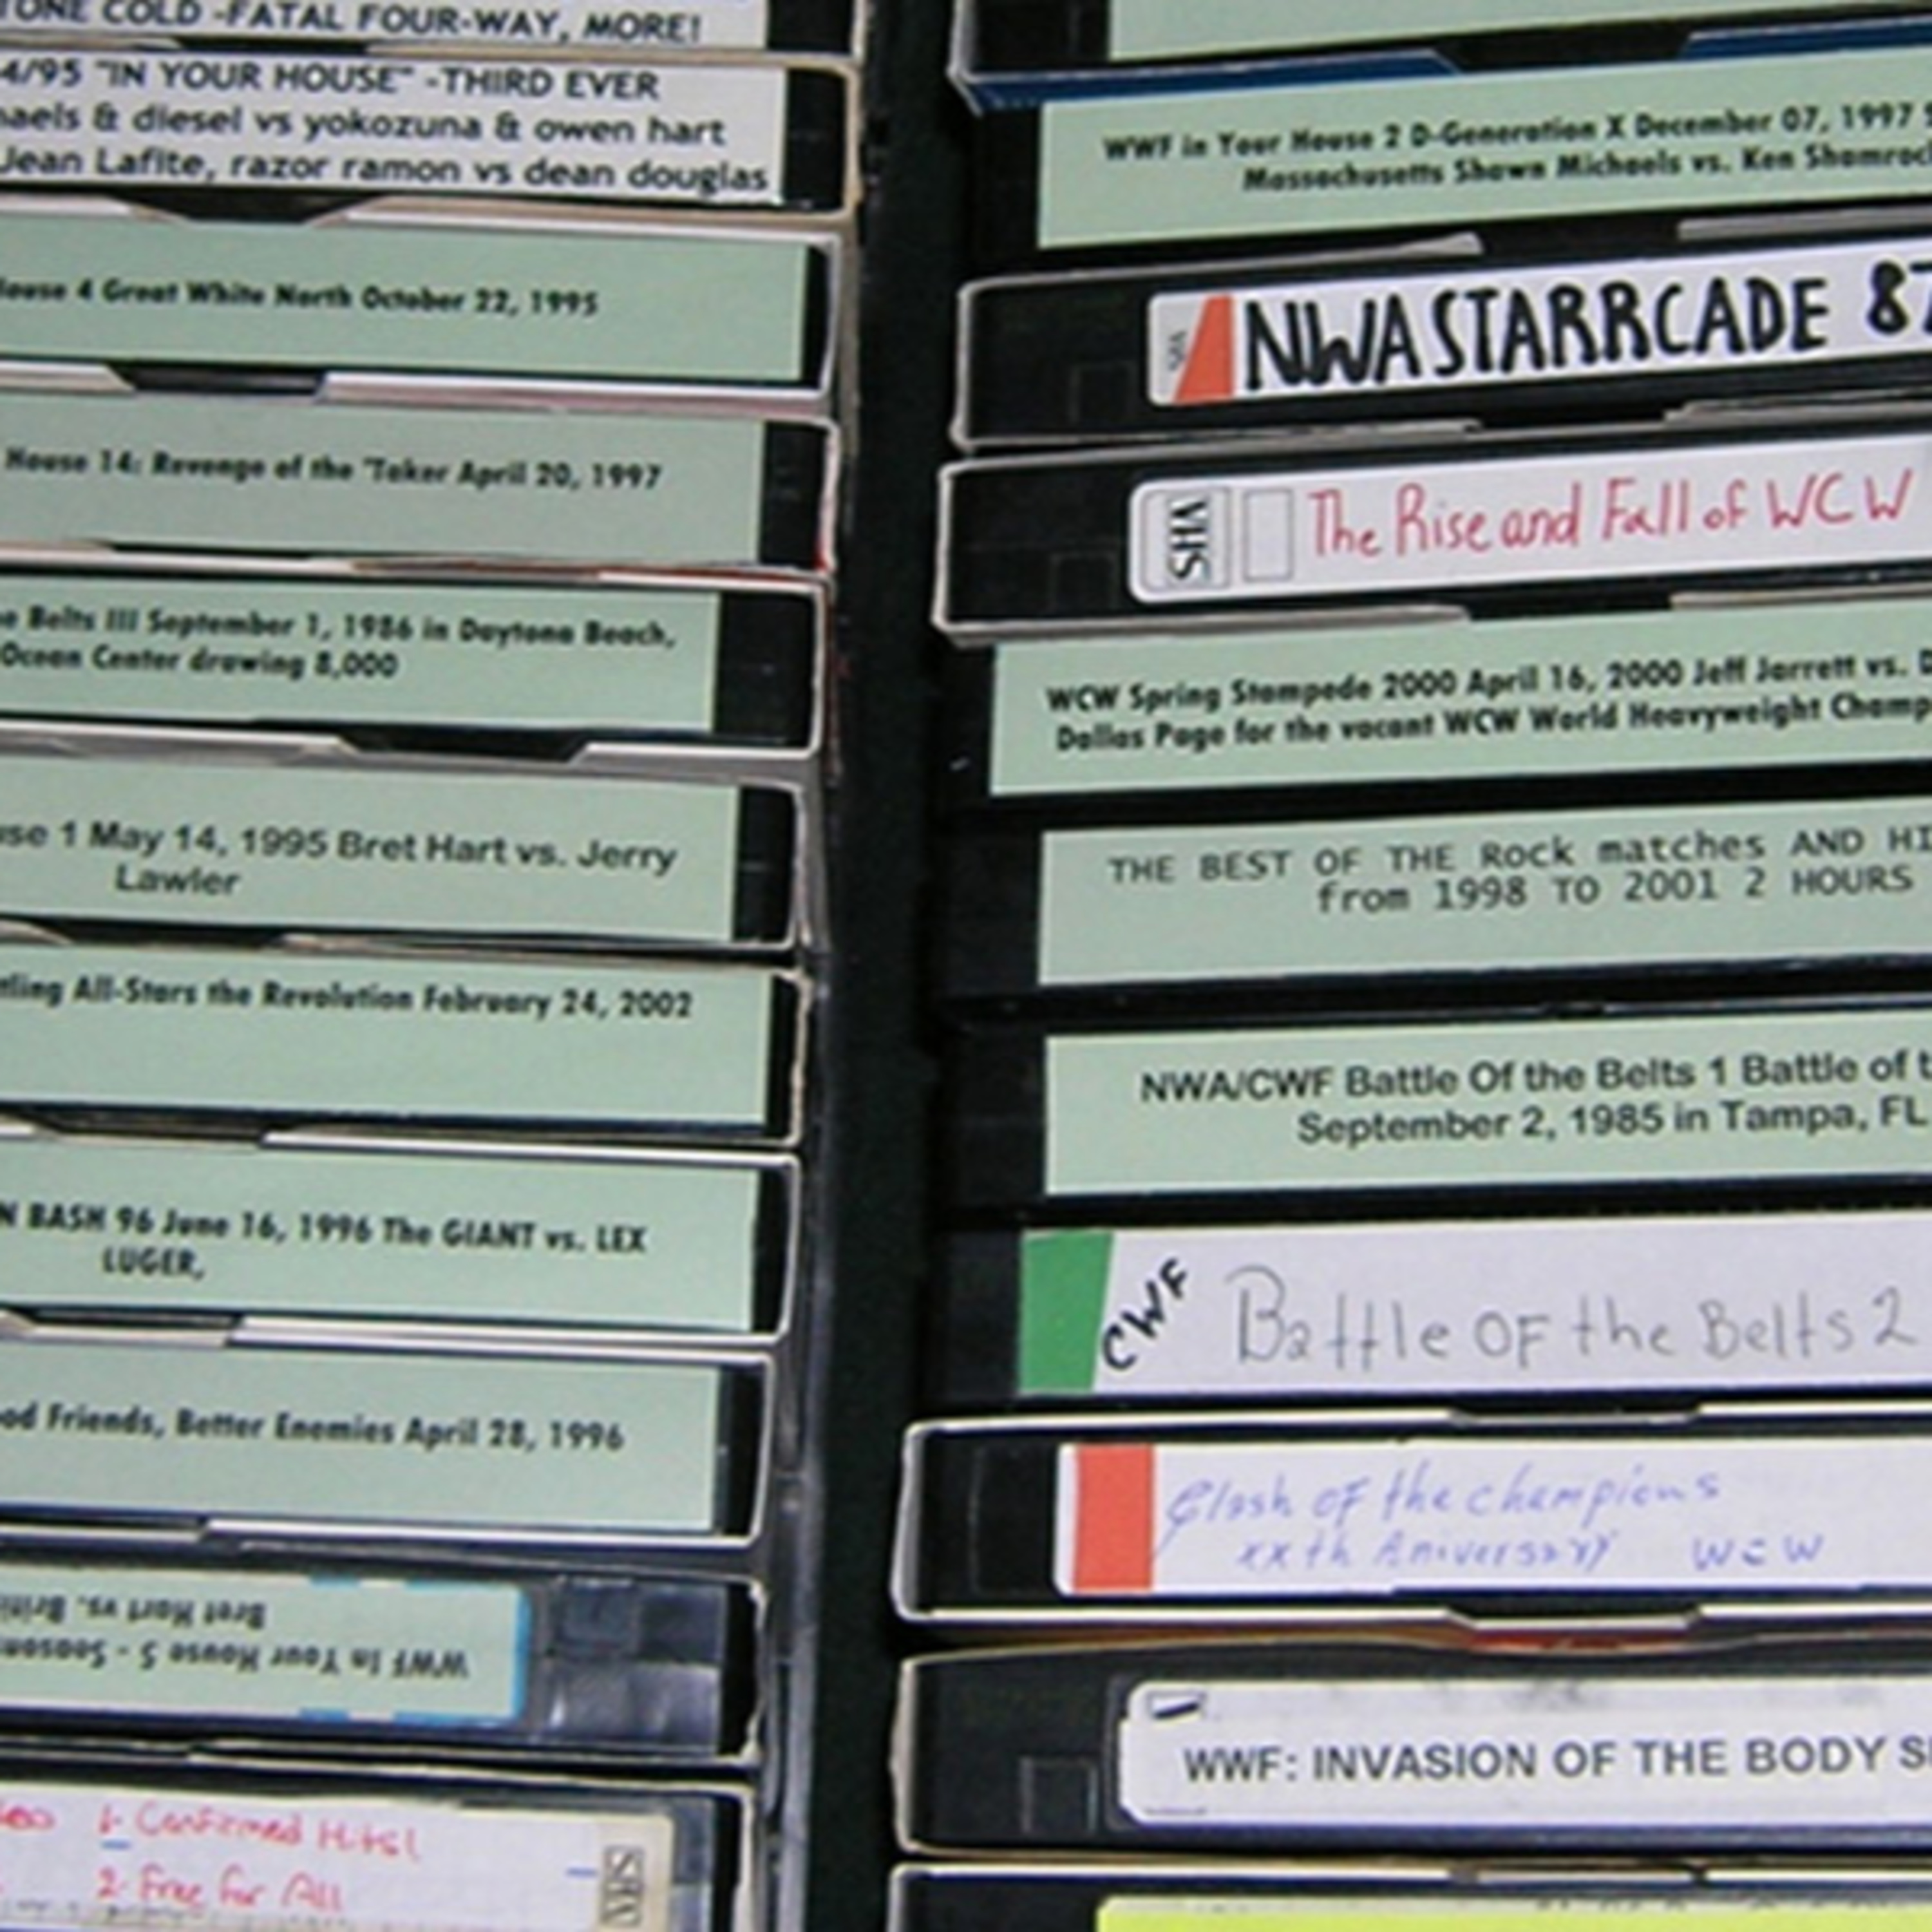 TONE COLD -FATAL FOUR-WAY, MORE!
4/95 "IN YOUR HOUSE" -THIRD EVER
haels & diesel vs yokozuna & owen hart
Jean Lafite, razor ramon vs dean douglas
House 4 Great White North October 22, 1995
House 14: Revenge of the 'Taker April 20, 1997
e Belts III September 1, 1986 in Daytona Beach,
Ocean Center drawing 8,000
use 1 May 14, 1995 Bret Hart vs. Jerry
Lawler
tling All-Stars the Revolution February 24, 2002
N BASH 96 June 16, 1996 The GIANT vs. LEX
LUGER,
od Friends, Better Enemies April 28, 1996
WWF In Your House 5 - Seasons
Bret Hart vs. Briti
1- Confirmed Hits!
2- Free for All
VHS
WWF in Your House 2 D-Generation X December 07, 1997
Massachusetts Shawn Michaels vs. Ken Shamroc
VHS
NWA STARRCADE 87
VHS
The Rise and Fall of WCW
WCW Spring Stampede 2000 April 16, 2000 Jeff Jarrett vs. D
Dallas Page for the vacant WCW World Heavyweight Champ
THE BEST OF THE Rock matches AND HI
from 1998 TO 2001 2 HOURS
NWA/CWF Battle Of the Belts 1 Battle of t
September 2, 1985 in Tampa, FL
CWF
Battle OF the Belts 2
Clash of the champions
xxth Aniversary WCW
WWF: INVASION OF THE BODY S